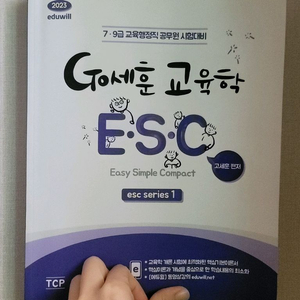 2023
eduwill
7·9급 교육행정직 공무원 시험대비
GO세훈 교육학
E·S·C
Easy Simple Compact
고세훈 편저
esc series 1
TCP
e